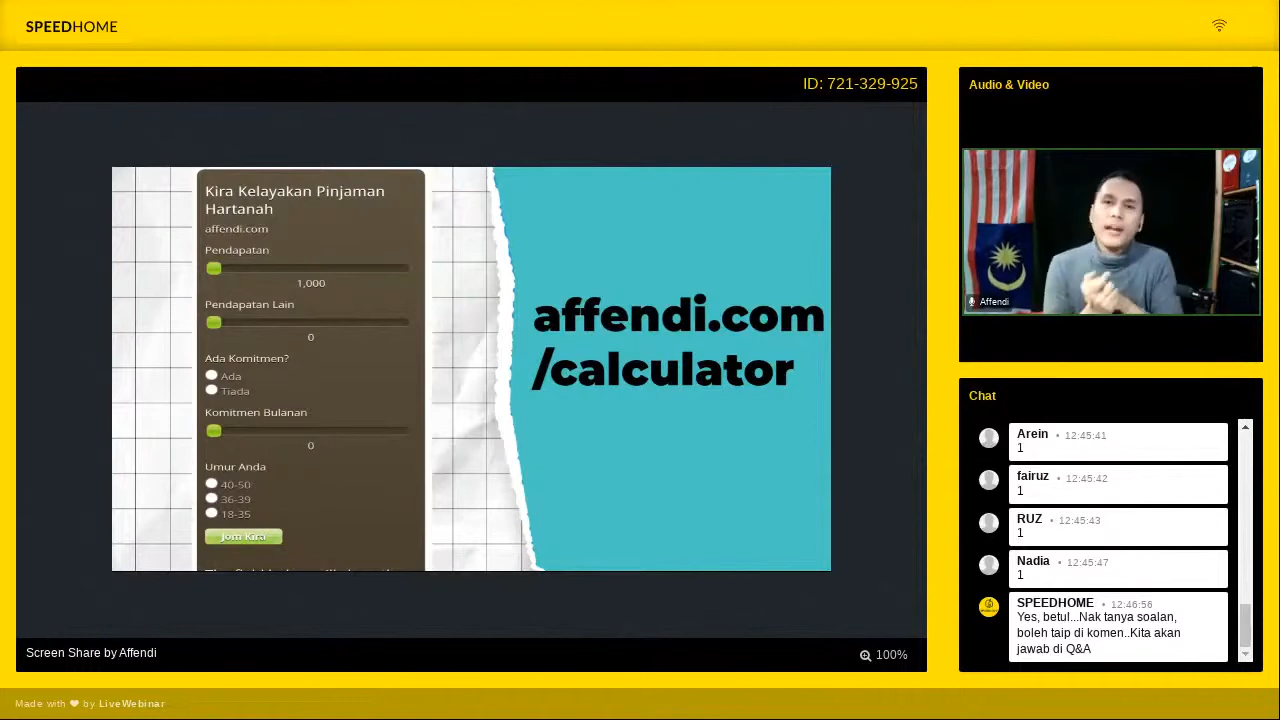 SPEEDHOME
ID: 721-329-925
Kira Kelayakan Pinjaman
Hartanah
affendi.com
Pendapatan
1,000
Pendapatan Lain
0
Ada Komitmen?
Ada
Tiada
Komitmen Bulanan
0
Umur Anda
40-50
36-39
18-35
Jom Kira
affendi.com
/calculator
Screen Share by Affendi
100%
Audio & Video
Affendi
Chat
Arein • 12:45:41
1
fairuz • 12:45:42
1
RUZ • 12:45:43
1
Nadia • 12:45:47
1
SPEEDHOME • 12:46:56
Yes, betul...Nak tanya soalan,
boleh taip di komen..Kita akan
jawab di Q&A
Made with ❤ by LiveWebinar